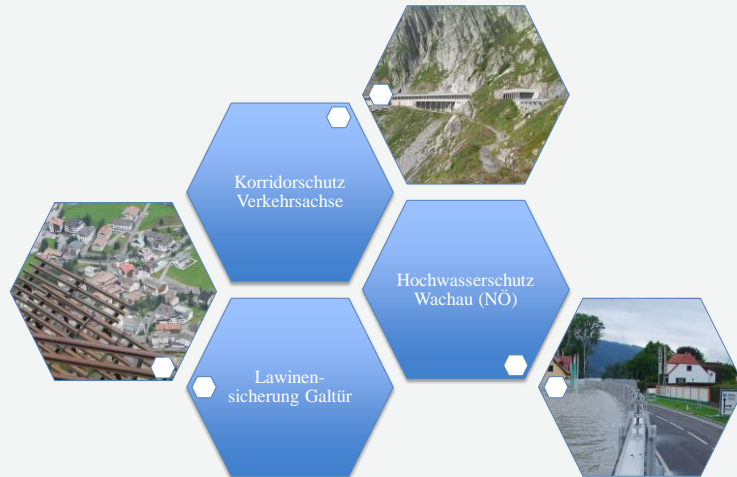 Korridorschutz
Verkehrsachse
Hochwasserschutz
Wachau (NÖ)
Lawinen-
sicherung Galtür